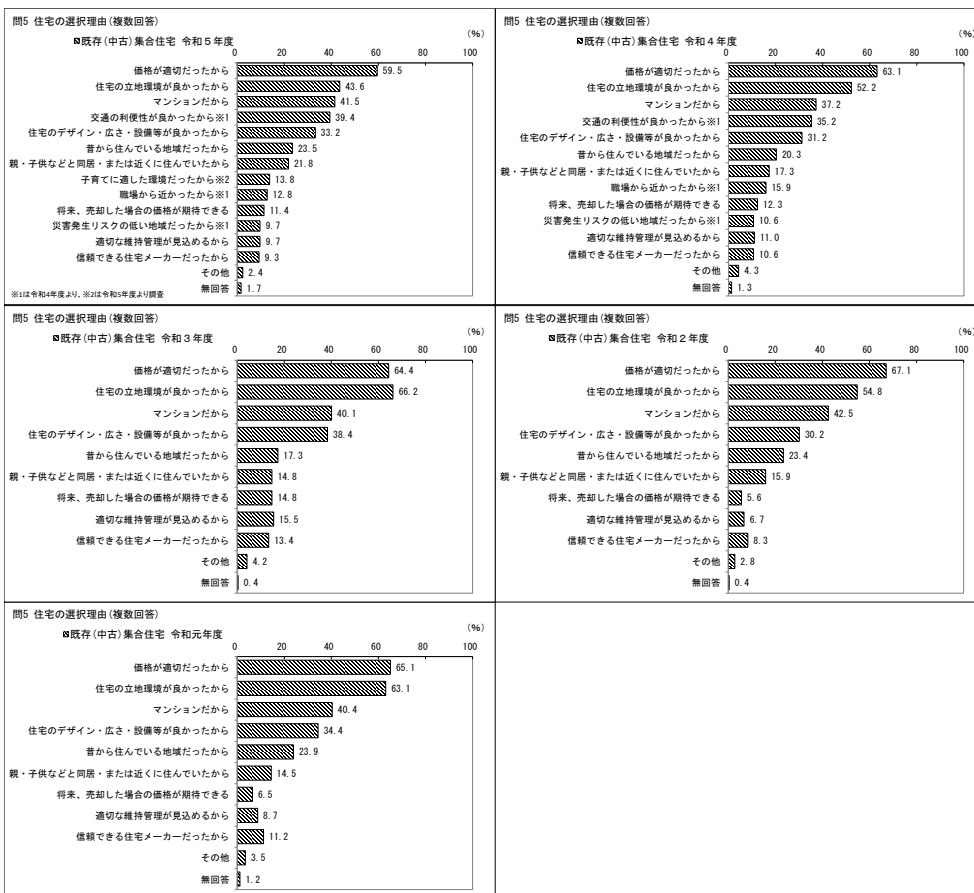 問5 住宅の選択理由(複数回答)
既存(中古)集合住宅 令和5年度
(%)
0 20 40 60 80 100
価格が適切だったから 59.5
住宅の立地環境が良かったから 43.6
マンションだから 41.5
交通の利便性が良かったから※1 39.4
住宅のデザイン・広さ・設備等が良かったから 33.2
昔から住んでいる地域だったから 23.5
親・子供などと同居・または近くに住んでいたから 21.8
子育てに適した環境だったから※2 13.8
職場から近かったから※1 12.8
将来、売却した場合の価格が期待できる 11.4
災害発生リスクの低い地域だったから※1 9.7
適切な維持管理が見込めるから 9.7
信頼できる住宅メーカーだったから 9.3
その他 2.4
無回答 1.7
※1は令和4年度より、※2は令和5年度より調査
問5 住宅の選択理由(複数回答)
既存(中古)集合住宅 令和4年度
(%)
0 20 40 60 80 100
価格が適切だったから 63.1
住宅の立地環境が良かったから 52.2
マンションだから 37.2
交通の利便性が良かったから※1 35.2
住宅のデザイン・広さ・設備等が良かったから 31.2
昔から住んでいる地域だったから 20.3
親・子供などと同居・または近くに住んでいたから 17.3
職場から近かったから※1 15.9
将来、売却した場合の価格が期待できる 12.3
災害発生リスクの低い地域だったから※1 10.6
適切な維持管理が見込めるから 11.0
信頼できる住宅メーカーだったから 10.6
その他 4.3
無回答 1.3
問5 住宅の選択理由(複数回答)
既存(中古)集合住宅 令和3年度
(%)
0 20 40 60 80 100
価格が適切だったから 64.4
住宅の立地環境が良かったから 66.2
マンションだから 40.1
住宅のデザイン・広さ・設備等が良かったから 38.4
昔から住んでいる地域だったから 17.3
親・子供などと同居・または近くに住んでいたから 14.8
将来、売却した場合の価格が期待できる 14.8
適切な維持管理が見込めるから 15.5
信頼できる住宅メーカーだったから 13.4
その他 4.2
無回答 0.4
問5 住宅の選択理由(複数回答)
既存(中古)集合住宅 令和2年度
(%)
0 20 40 60 80 100
価格が適切だったから 67.1
住宅の立地環境が良かったから 54.8
マンションだから 42.5
住宅のデザイン・広さ・設備等が良かったから 30.2
昔から住んでいる地域だったから 23.4
親・子供などと同居・または近くに住んでいたから 15.9
将来、売却した場合の価格が期待できる 5.6
適切な維持管理が見込めるから 6.7
信頼できる住宅メーカーだったから 8.3
その他 2.8
無回答 0.4
問5 住宅の選択理由(複数回答)
既存(中古)集合住宅 令和元年度
(%)
0 20 40 60 80 100
価格が適切だったから 65.1
住宅の立地環境が良かったから 63.1
マンションだから 40.4
住宅のデザイン・広さ・設備等が良かったから 34.4
昔から住んでいる地域だったから 23.9
親・子供などと同居・または近くに住んでいたから 14.5
将来、売却した場合の価格が期待できる 6.5
適切な維持管理が見込めるから 8.7
信頼できる住宅メーカーだったから 11.2
その他 3.5
無回答 1.2